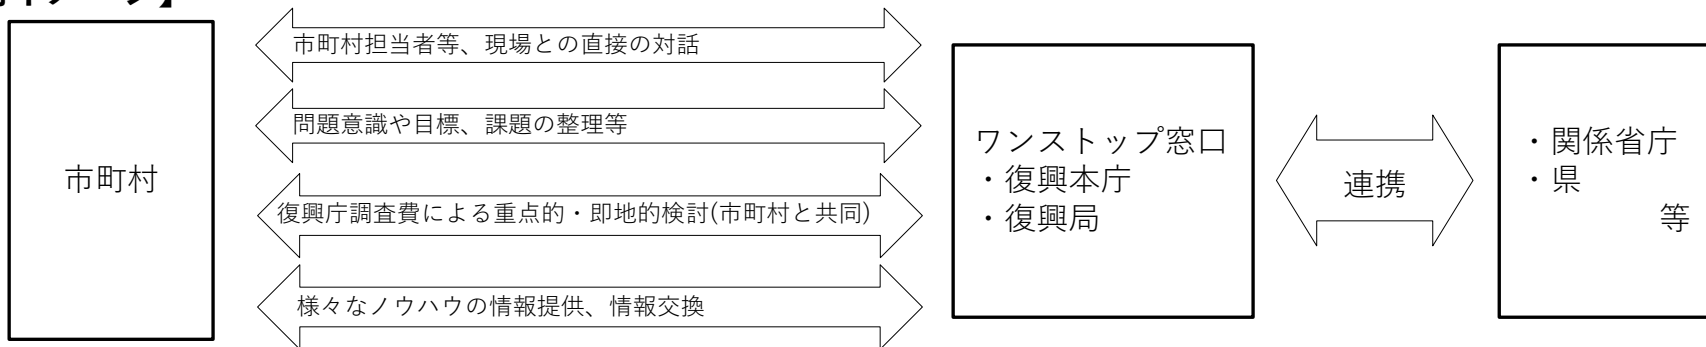 市町村
市町村担当者等、現場との直接の対話
問題意識や目標、課題の整理等
復興庁調査費による重点的・即地的検討(市町村と共同)
様々なノウハウの情報提供、情報交換
ワンストップ窓口
・復興本庁
・復興局
連携
・関係省庁
・県
等